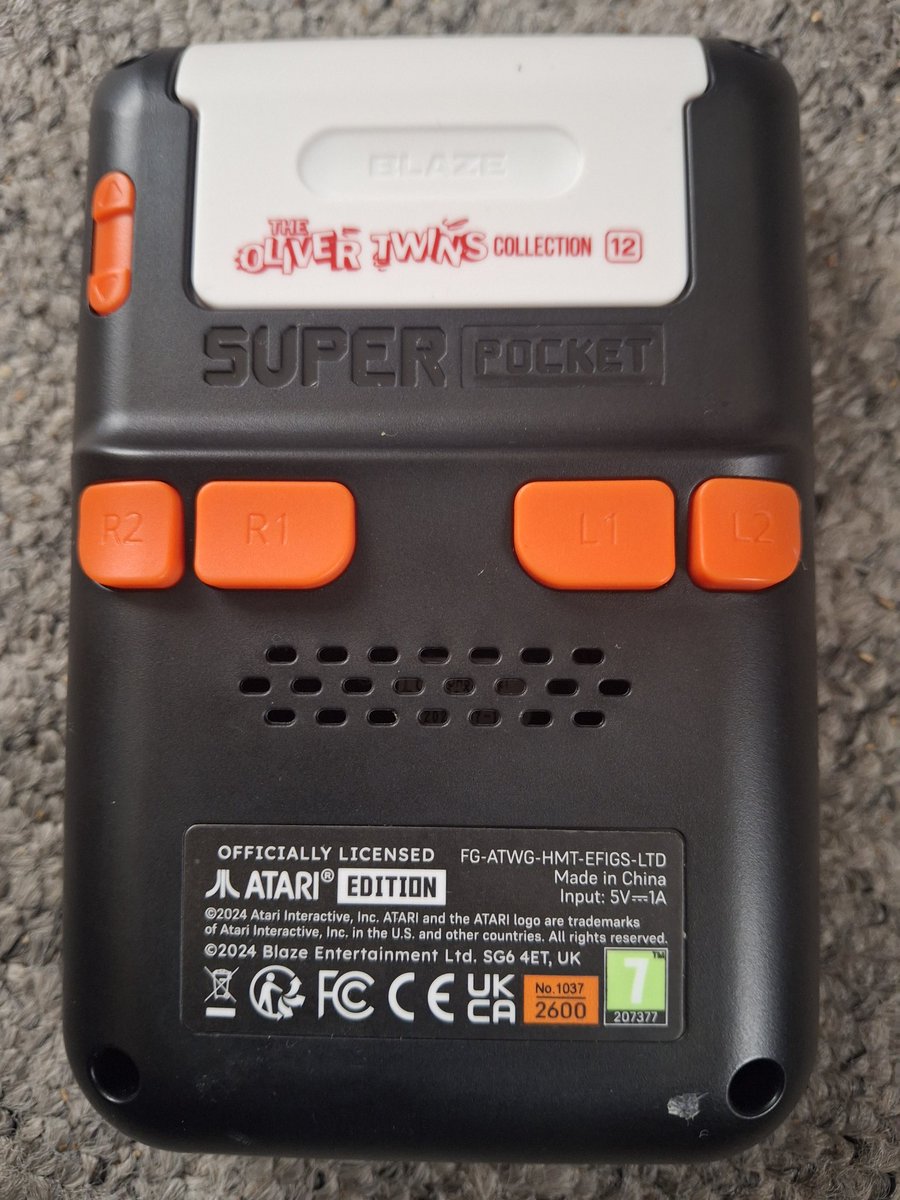 BLAZE
THE
OLIVER TWINS COLLECTION 12
SUPER POCKET
R2 R1 L1 L2
OFFICIALLY LICENSED
ATARI® EDITION
FG-ATWG-HMT-EFIGS-LTD
Made in China
Input: 5V⎓1A
©2024 Atari Interactive, Inc. ATARI and the ATARI logo are trademarks
of Atari Interactive, Inc. in the U.S. and other countries. All rights reserved.
©2024 Blaze Entertainment Ltd. SG6 4ET, UK
FC CE UK
CA
No.1037
2600
7™
207377